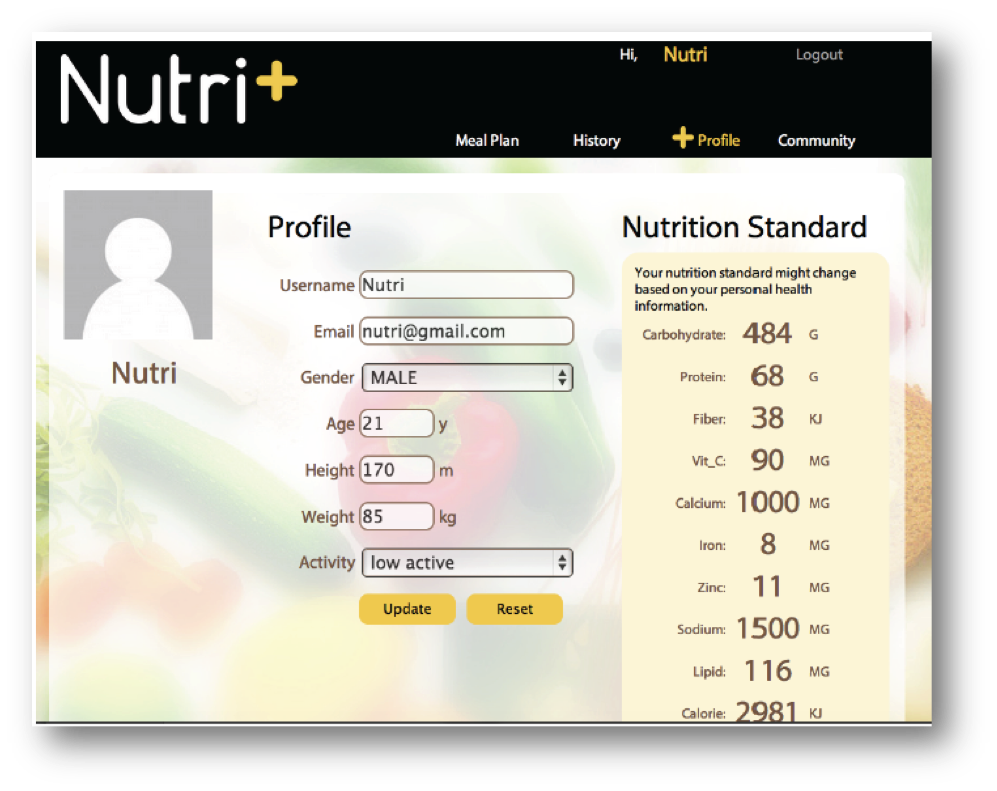 Nutri+
Hi, Nutri Logout
Meal Plan History Profile Community
Nutri
Profile
Username Nutri
Email nutri@gmail.com
Gender MALE
Age 21 y
Height 170 m
Weight 85 kg
Activity low active
Update Reset
Nutrition Standard
Your nutrition standard might change
based on your personal health
information.
Carbohydrate: 484 G
Protein: 68 G
Fiber: 38 KJ
Vit_C: 90 MG
Calcium: 1000 MG
Iron: 8 MG
Zinc: 11 MG
Sodium: 1500 MG
Lipid: 116 MG
Calorie: 2981 KJ